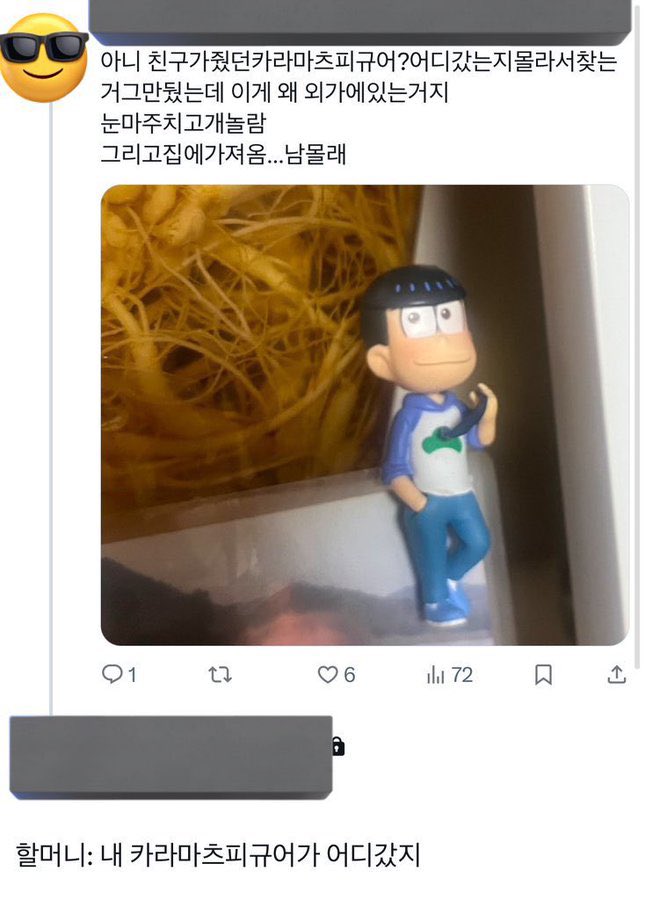 아니 친구가줬던카라마츠피규어?어디갔는지몰라서찾는
거그만뒀는데 이게 왜 외가에있는거지
눈마주치고개놀람
그리고집에가져옴...남몰래
1
6
72
할머니: 내 카라마츠피규어가 어디갔지